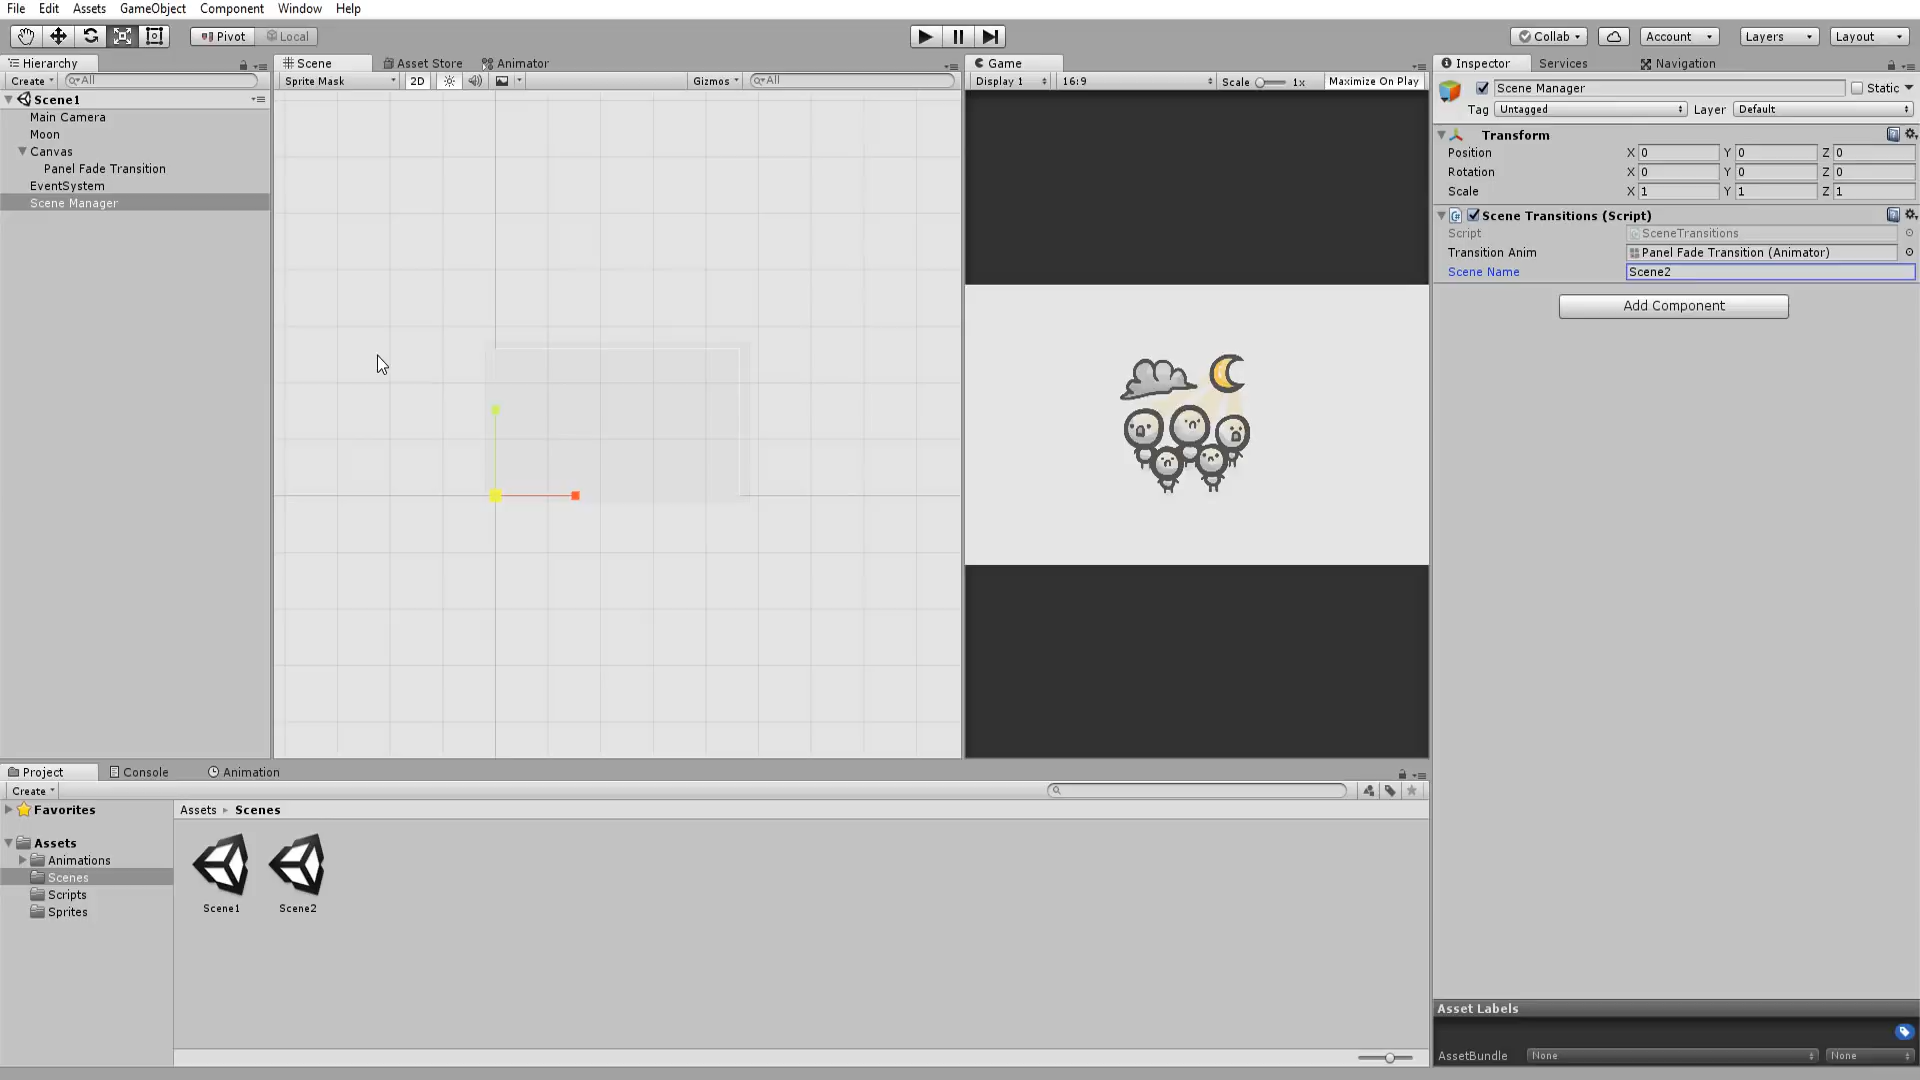 File Edit Assets GameObject Component Window Help
Pivot Local Collab Account Layers Layout
Hierarchy
Create All
Scene1
Main Camera
Moon
Canvas
Panel Fade Transition
EventSystem
Scene Manager
Scene Asset Store Animator
Sprite Mask 2D Gizmos All
Game
Display 1 16:9 Scale 1x Maximize On Play
Inspector Services Navigation
Scene Manager Static
Tag Untagged Layer Default
Transform
Position X 0 Y 0 Z 0
Rotation X 0 Y 0 Z 0
Scale X 1 Y 1 Z 1
Scene Transitions (Script)
Script SceneTransitions
Transition Anim Panel Fade Transition (Animator)
Scene Name Scene2
Add Component
Project Console Animation
Create
Favorites
Assets
Animations
Scenes
Scripts
Sprites
Assets Scenes
Scene1 Scene2
Asset Labels
AssetBundle None None